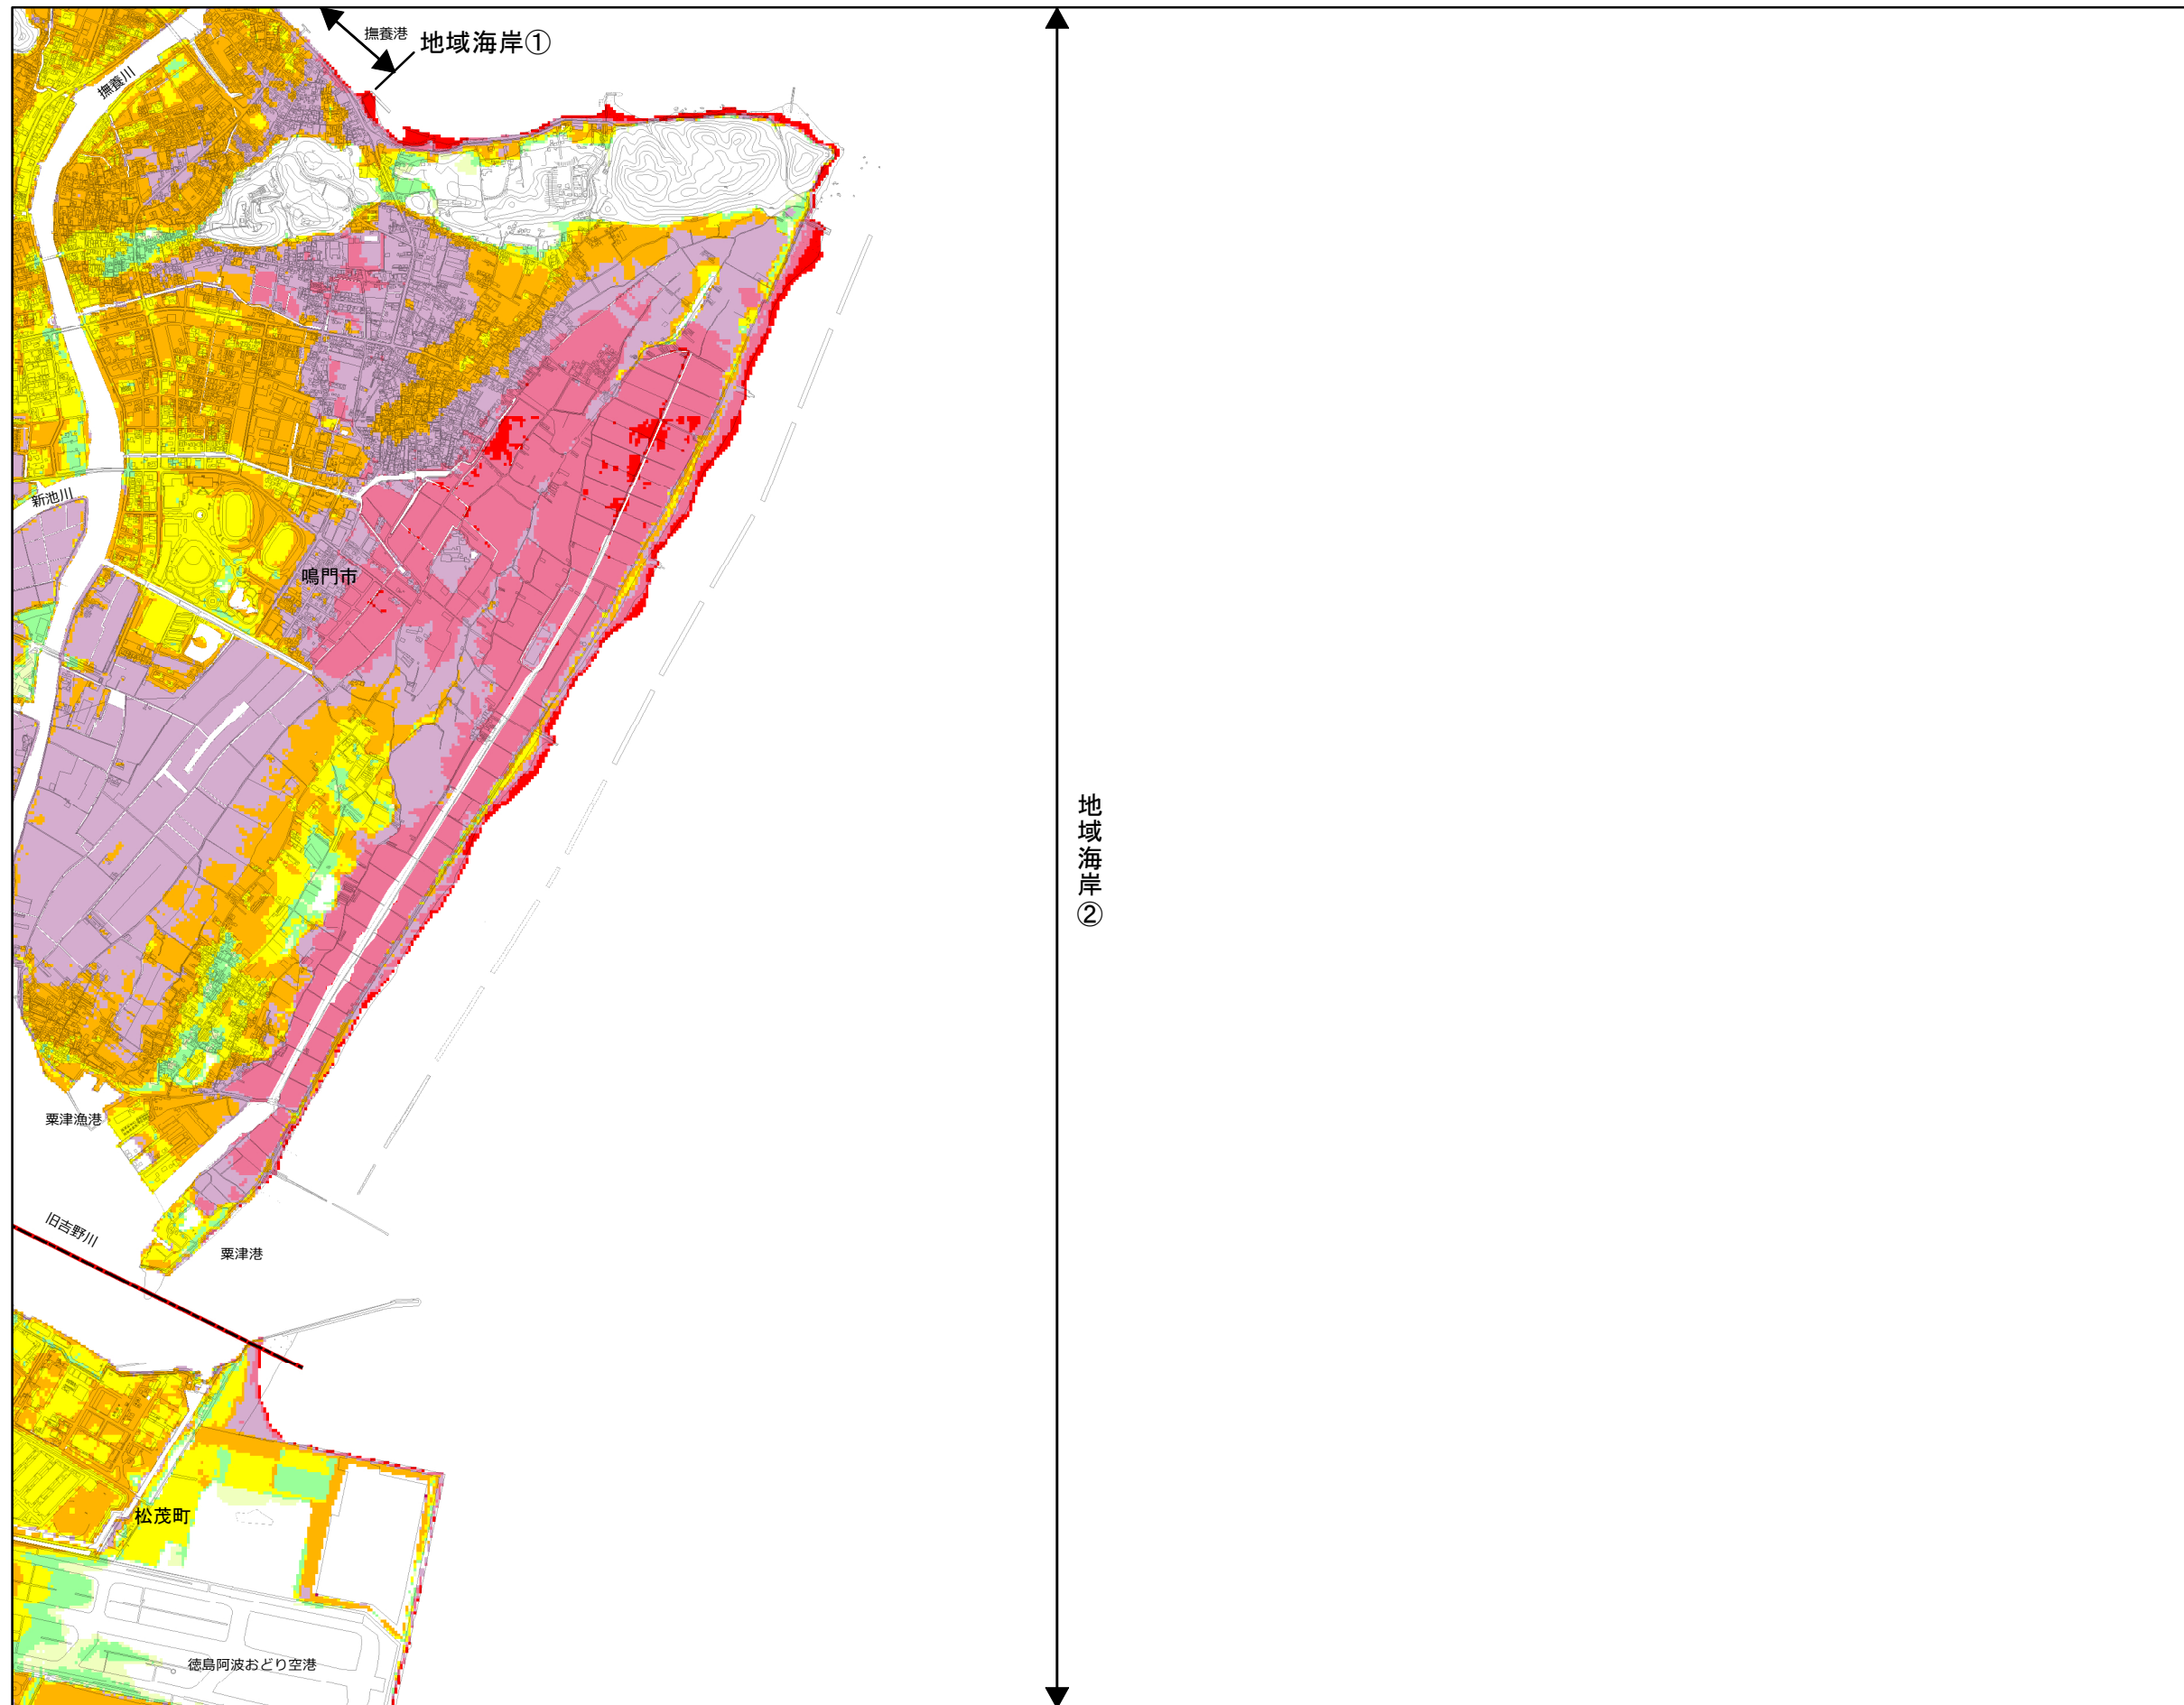 撫養港
地域海岸①
撫養川
新池川
鳴門市
地域海岸②
粟津漁港
旧吉野川
粟津港
松茂町
徳島阿波おどり空港